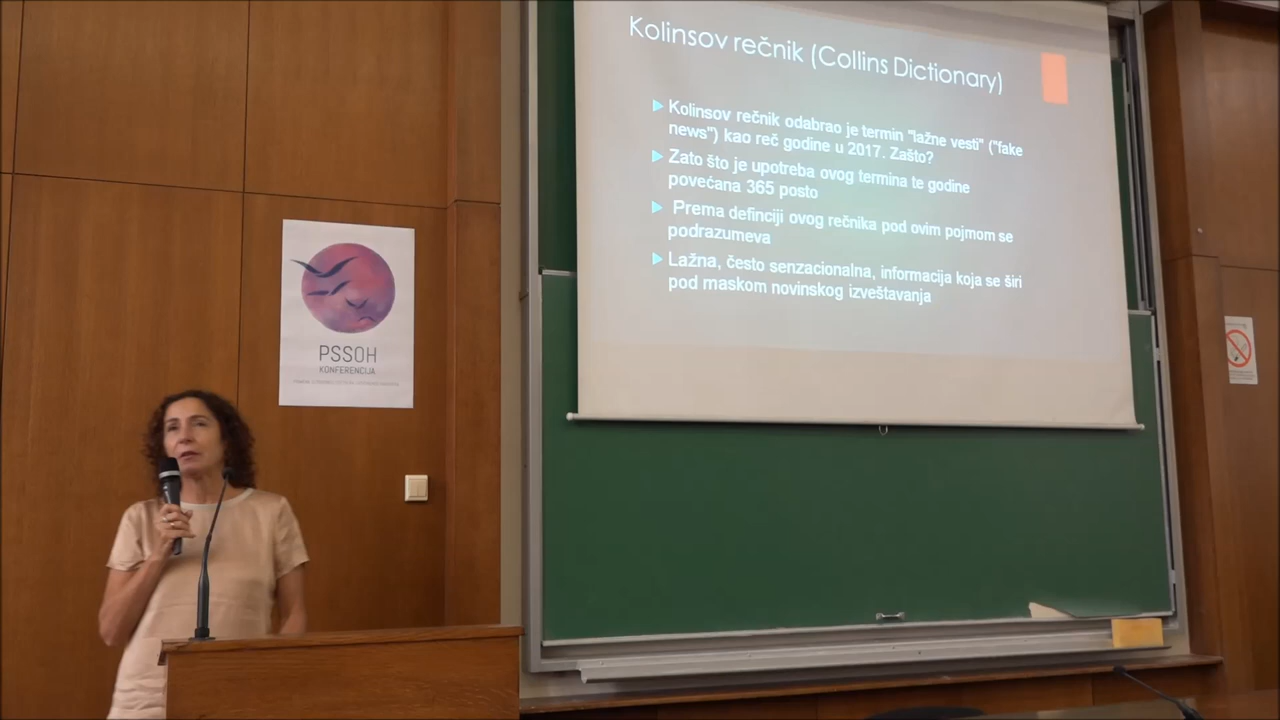 Kolinsov rečnik (Collins Dictionary)
Kolinsov rečnik odabrao je termin "lažne vesti" ("fake
news") kao reč godine u 2017. Zašto?
Zato što je upotreba ovog termina te godine
povećana 365 posto
Prema definciji ovog rečnika pod ovim pojmom se
podrazumeva
Lažna, često senzacionalna, informacija koja se širi
pod maskom novinskog izveštavanja
PSSOH
KONFERENCIJA